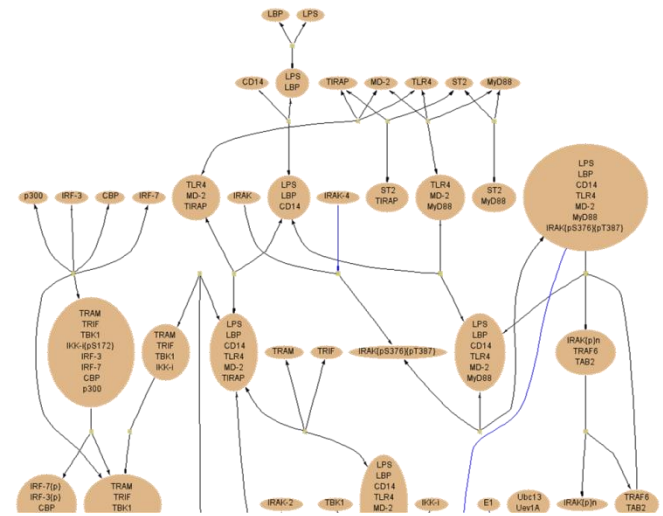 LBP
LPS
LPS
LBP
CD14
TIRAP
MD-2
TLR4
ST2
MyD88
LPS
LBP
CD14
TLR4
MD-2
MyD88
IRAK{pS376}{pT387}
p300
IRF-3
CBP
IRF-7
TLR4
MD-2
TIRAP
IRAK
LPS
LBP
CD14
IRAK-4
ST2
TIRAP
TLR4
MD-2
MyD88
ST2
MyD88
TRAM
TRIF
TBK1
IKK-i{pS172}
IRF-3
IRF-7
CBP
p300
TRAM
TRIF
TBK1
IKK-i
LPS
LBP
CD14
TLR4
MD-2
TIRAP
TRAM
TRIF
IRAK{pS376}{pT387}
LPS
LBP
CD14
TLR4
MD-2
MyD88
IRAK{p}n
TRAF6
TAB2
IRF-7{p}
IRF-3{p}
CBP
TRAM
TRIF
TBK1
IRAK-2
TBK1
LPS
LBP
CD14
TLR4
MD-2
IKK-i
E1
Ubc13
Uev1A
IRAK{p}n
TRAF6
TAB2